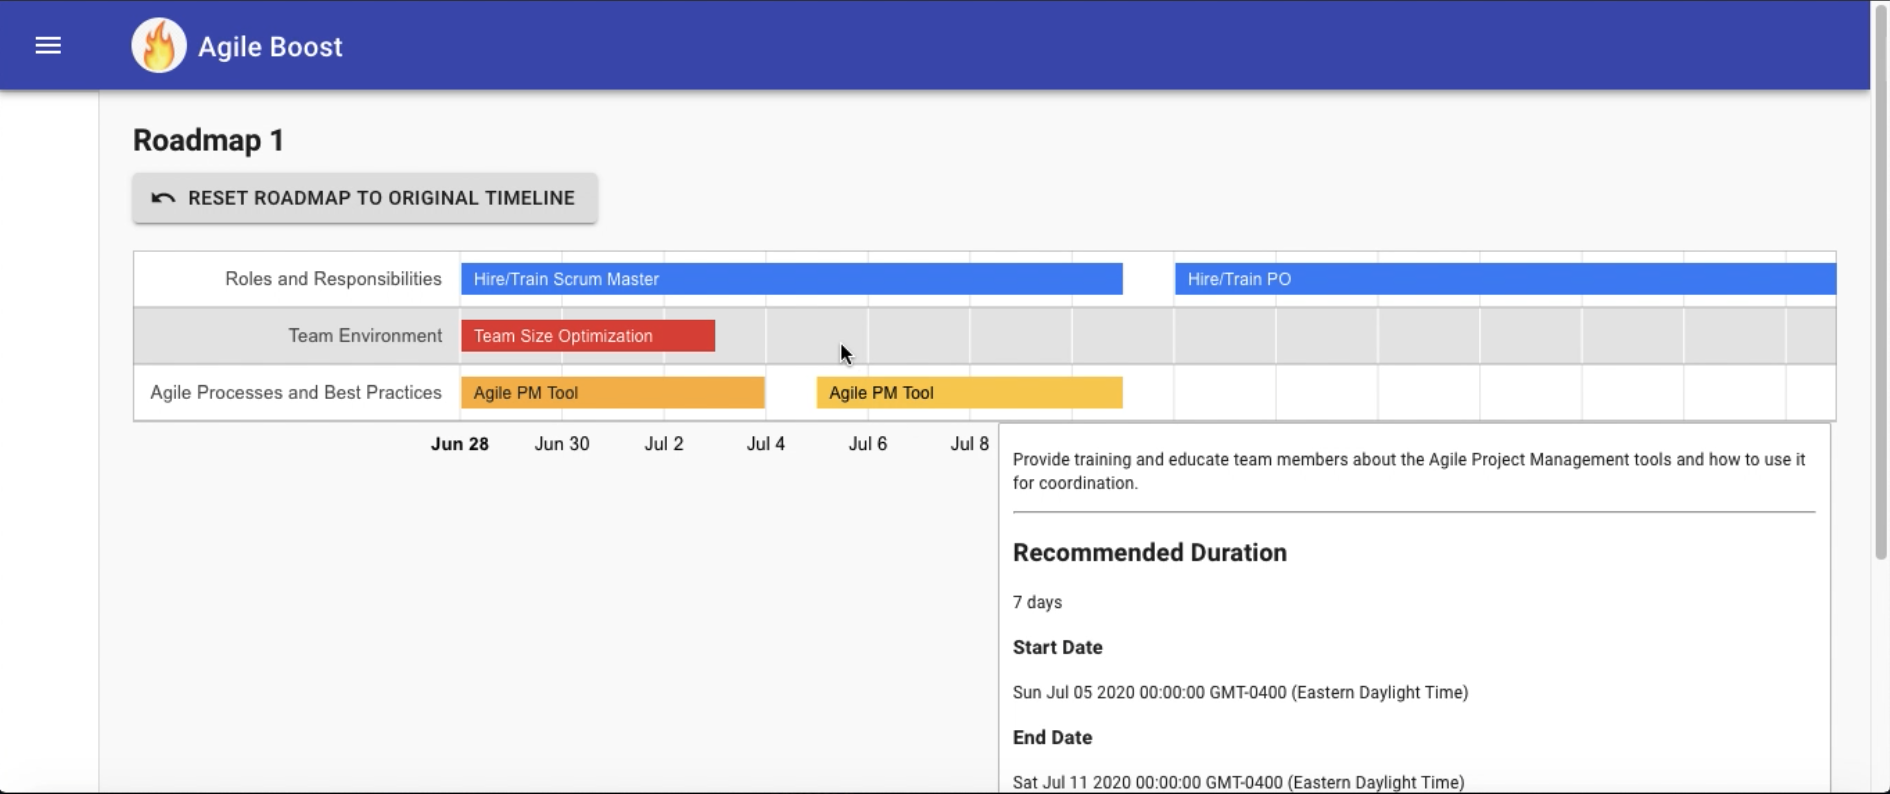 Agile Boost
Roadmap 1
RESET ROADMAP TO ORIGINAL TIMELINE
Roles and Responsibilities
Hire/Train Scrum Master
Hire/Train PO
Team Environment
Team Size Optimization
Agile Processes and Best Practices
Agile PM Tool
Agile PM Tool
Jun 28
Jun 30
Jul 2
Jul 4
Jul 6
Jul 8
Provide training and educate team members about the Agile Project Management tools and how to use it
for coordination.
Recommended Duration
7 days
Start Date
Sun Jul 05 2020 00:00:00 GMT-0400 (Eastern Daylight Time)
End Date
Sat Jul 11 2020 00:00:00 GMT-0400 (Eastern Daylight Time)